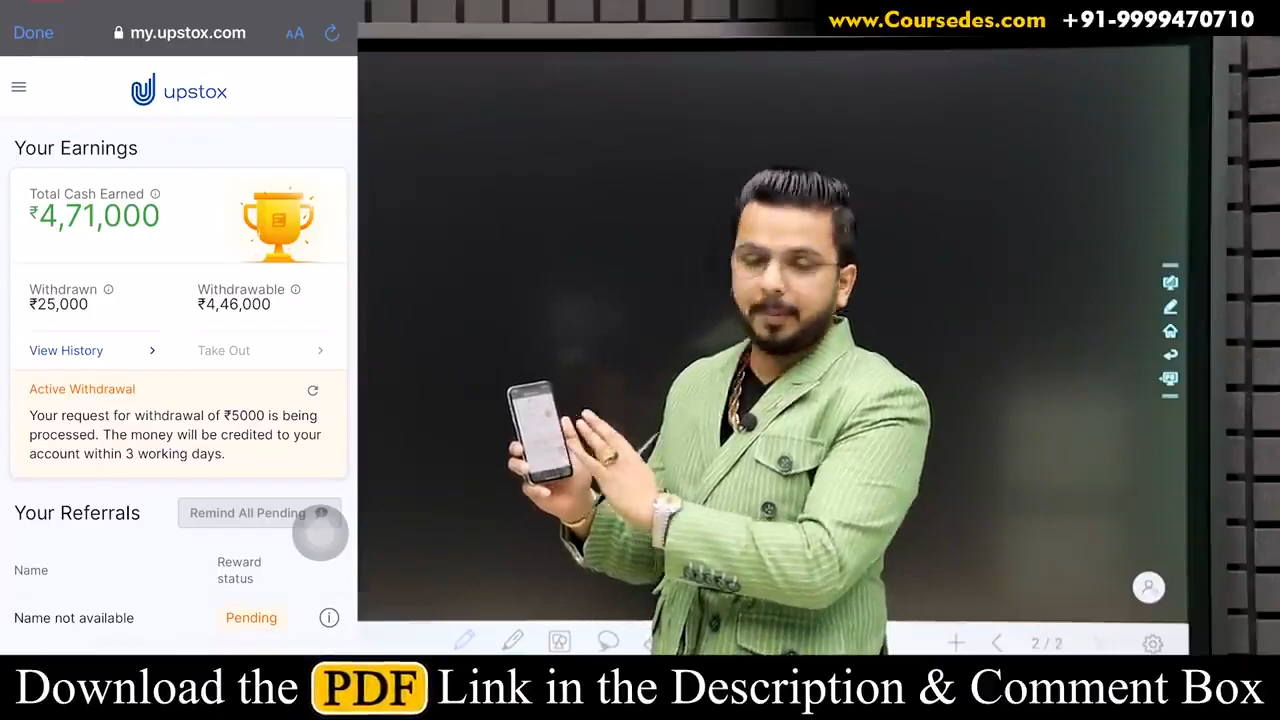 www.Coursedes.com +91-9999470710
Done
my.upstox.com
AA
upstox
Your Earnings
Total Cash Earned
₹4,71,000
Withdrawn
Withdrawable
₹25,000
₹4,46,000
View History
Take Out
Active Withdrawal
Your request for withdrawal of ₹5000 is being
processed. The money will be credited to your
account within 3 working days.
Your Referrals
Remind All Pending
Name
Reward
status
Name not available
Pending
2/2
Download the PDF Link in the Description & Comment Box